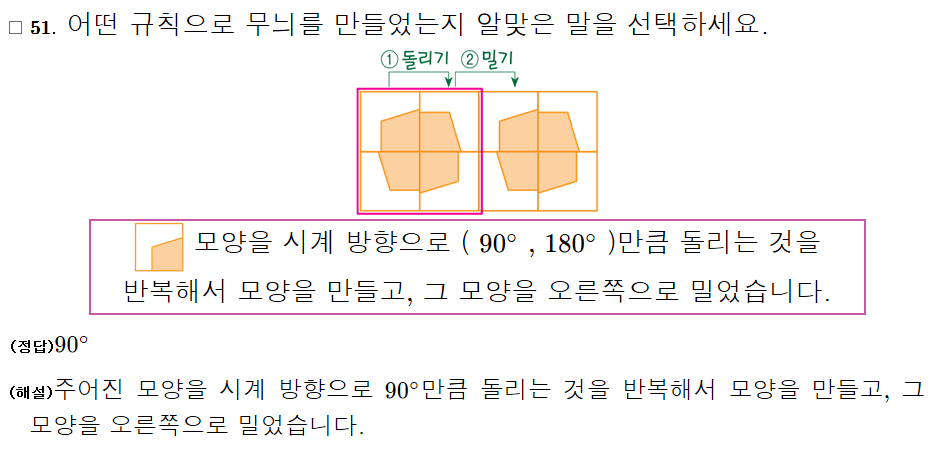 □ 51. 어떤 규칙으로 무늬를 만들었는지 알맞은 말을 선택하세요.
①돌리기 ②밀기
모양을 시계 방향으로 ( 90° , 180° )만큼 돌리는 것을
반복해서 모양을 만들고, 그 모양을 오른쪽으로 밀었습니다.
(정답)90°
(해설)주어진 모양을 시계 방향으로 90°만큼 돌리는 것을 반복해서 모양을 만들고, 그
모양을 오른쪽으로 밀었습니다.